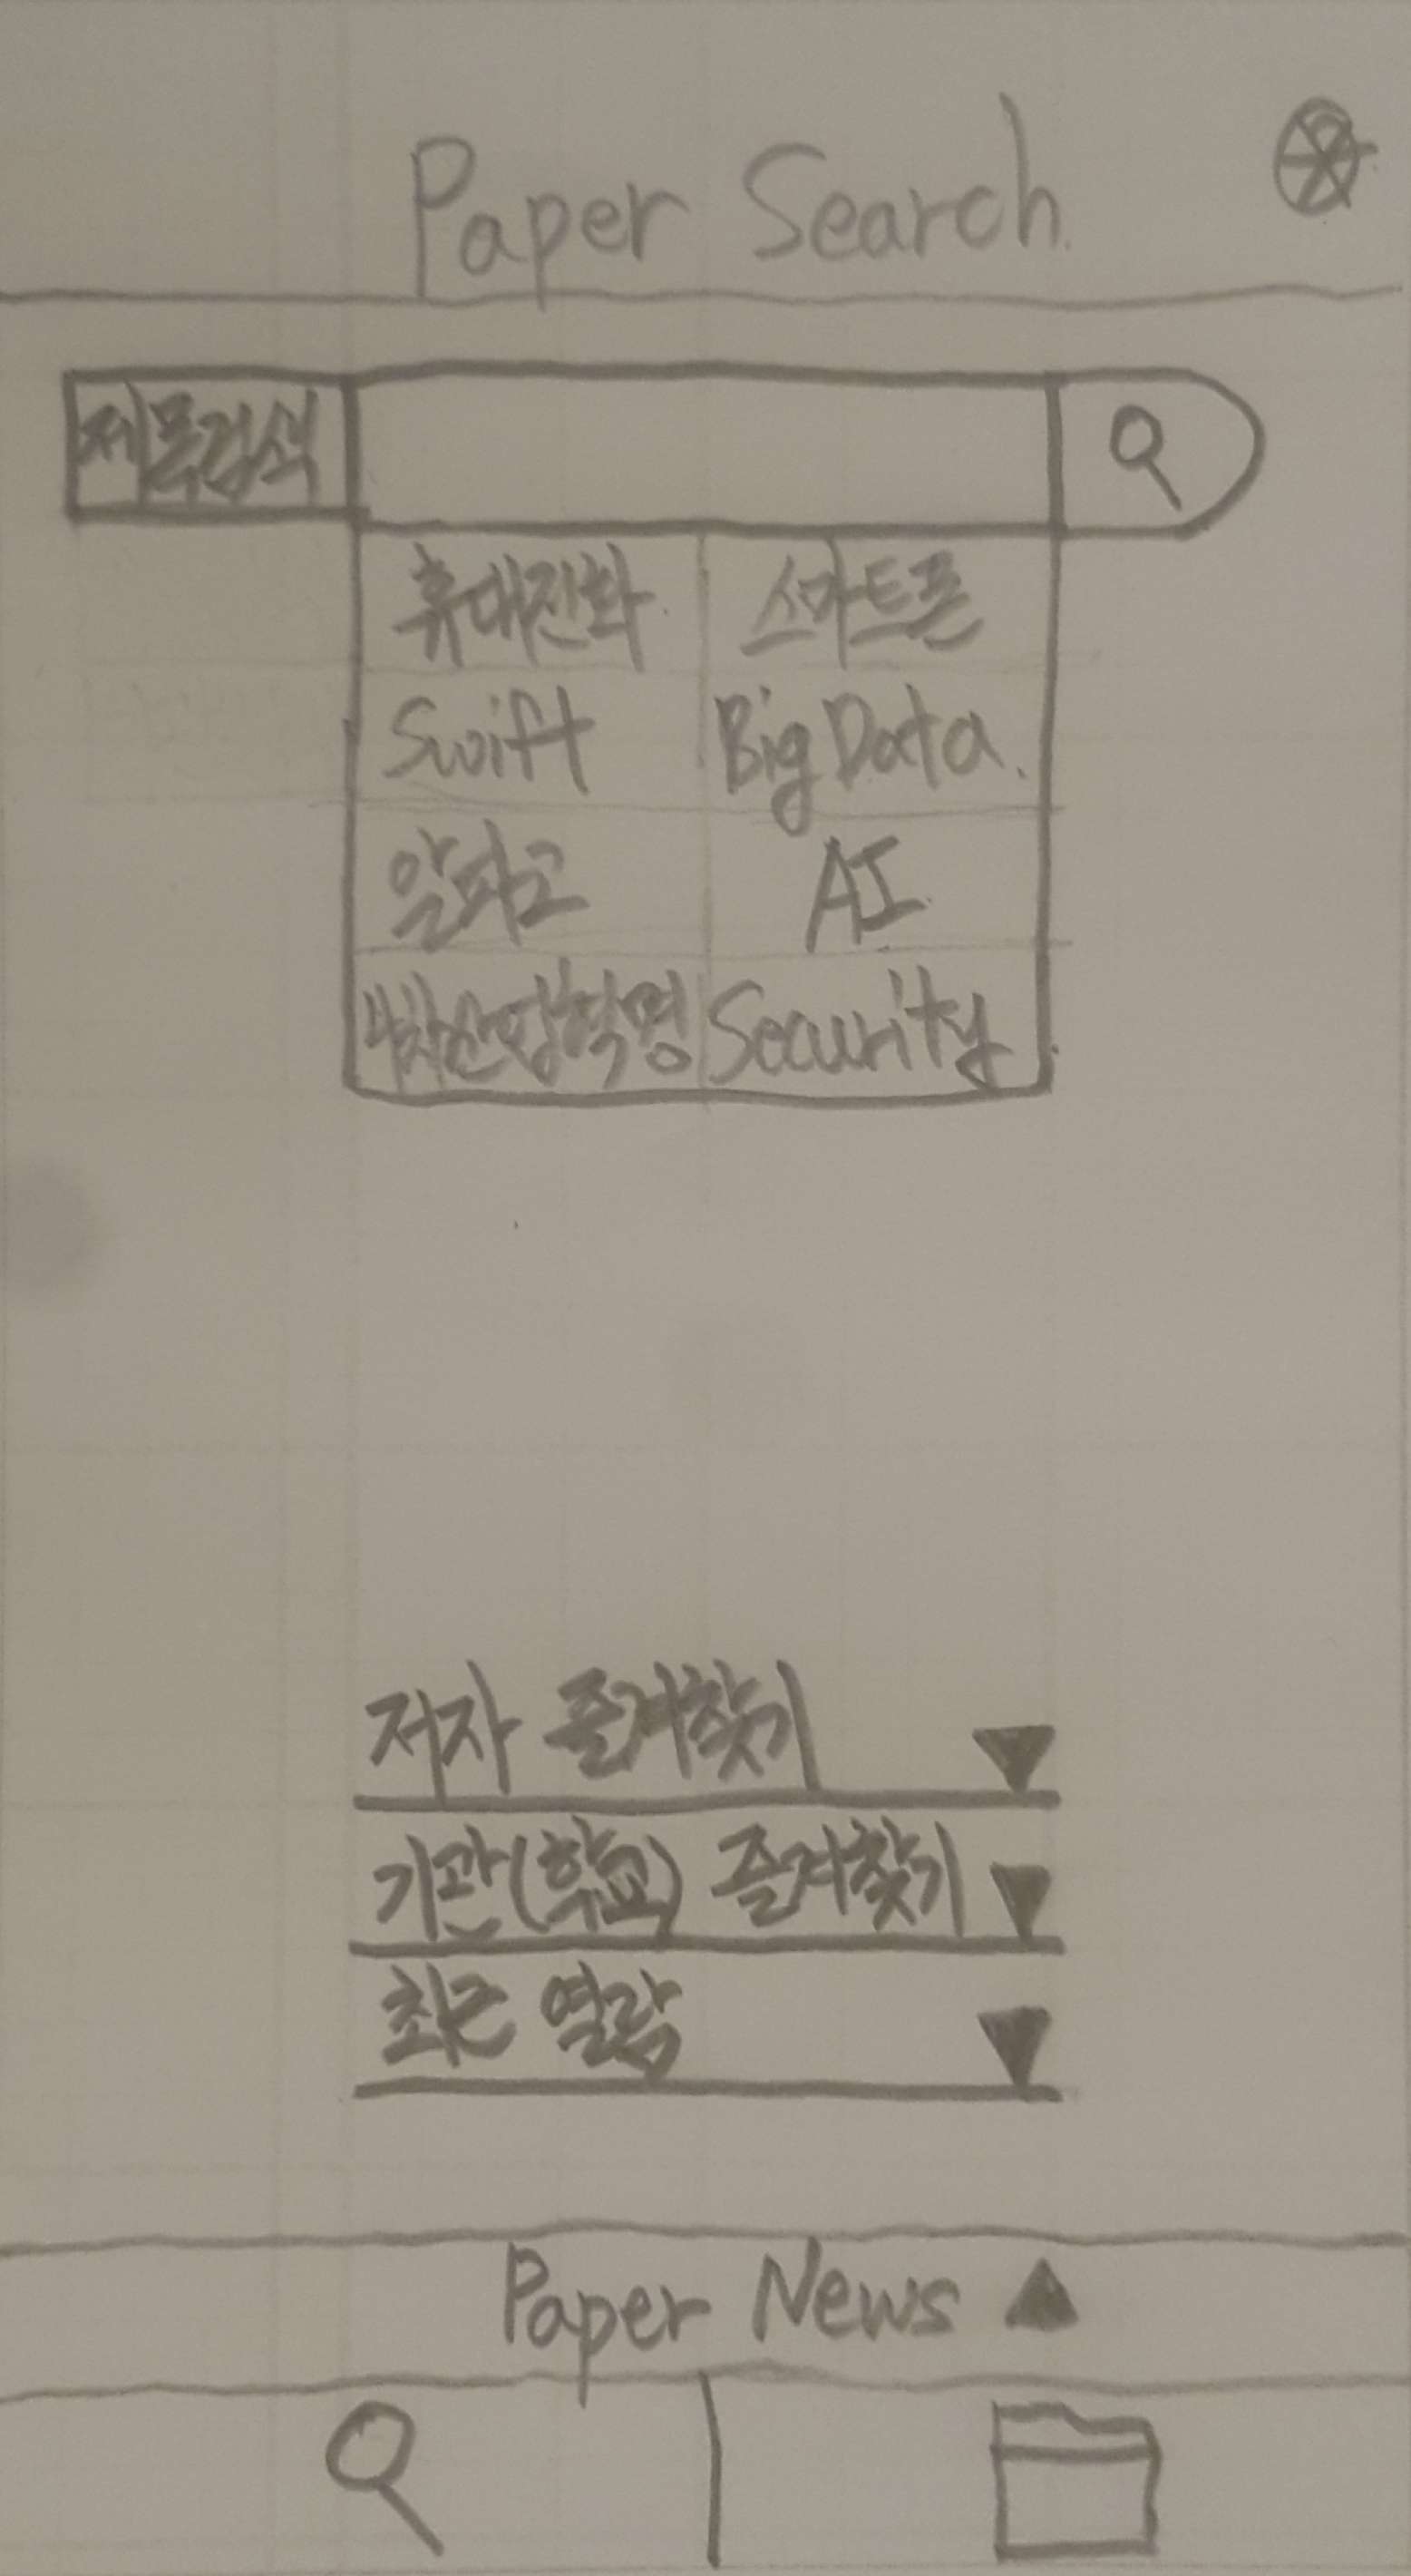 Paper Search
제목검색
휴대전화 스마트폰
Swift Big Data
알파고 AI
4차산업혁명 Security
저자 즐겨찾기
기관(학교) 즐겨찾기
최근 열람
Paper News